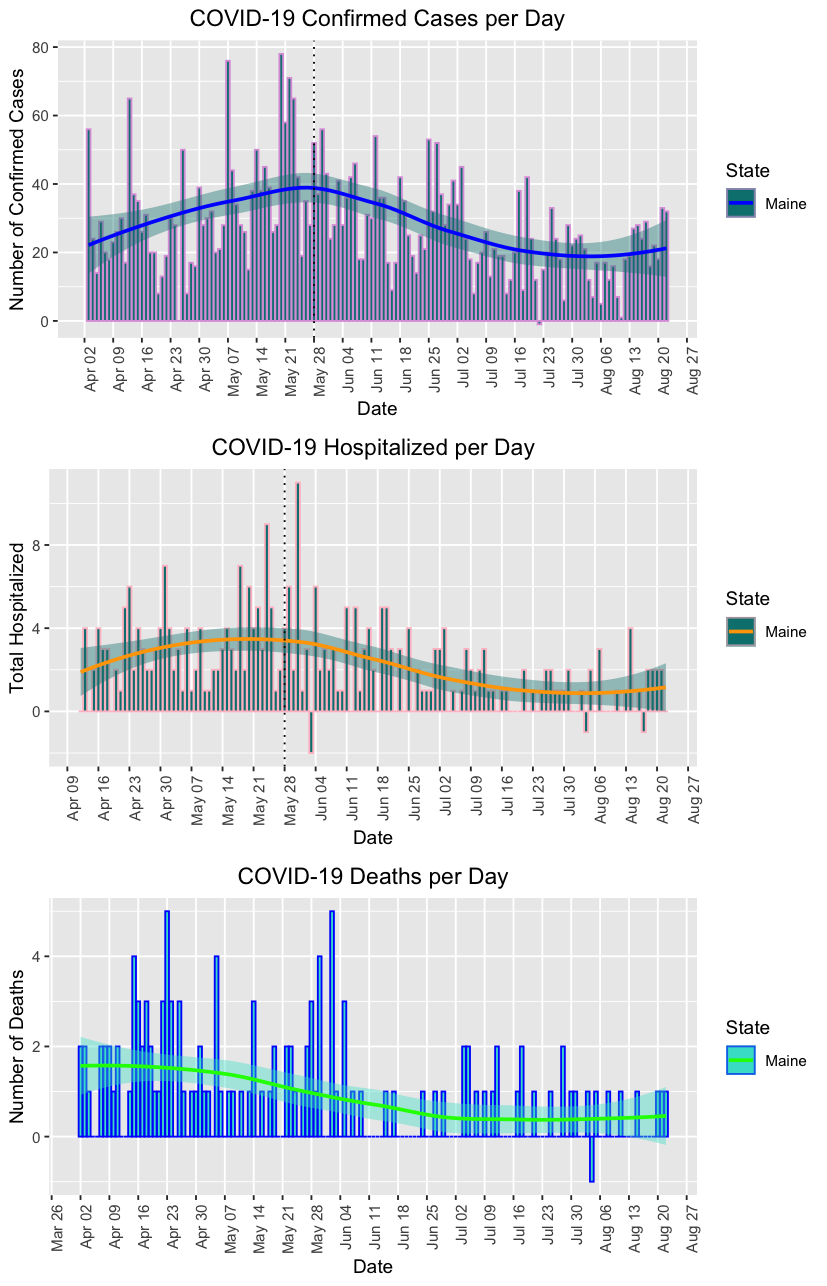 COVID-19 Confirmed Cases per Day
Number of Confirmed Cases
80
60
40
20
0
Apr 02
Apr 09
Apr 16
Apr 23
Apr 30
May 07
May 14
May 21
May 28
Jun 04
Jun 11
Jun 18
Jun 25
Jul 02
Jul 09
Jul 16
Jul 23
Jul 30
Aug 06
Aug 13
Aug 20
Aug 27
Date
State
Maine
COVID-19 Hospitalized per Day
Total Hospitalized
8
4
0
Apr 09
Apr 16
Apr 23
Apr 30
May 07
May 14
May 21
May 28
Jun 04
Jun 11
Jun 18
Jun 25
Jul 02
Jul 09
Jul 16
Jul 23
Jul 30
Aug 06
Aug 13
Aug 20
Aug 27
Date
State
Maine
COVID-19 Deaths per Day
Number of Deaths
4
2
0
Mar 26
Apr 02
Apr 09
Apr 16
Apr 23
Apr 30
May 07
May 14
May 21
May 28
Jun 04
Jun 11
Jun 18
Jun 25
Jul 02
Jul 09
Jul 16
Jul 23
Jul 30
Aug 06
Aug 13
Aug 20
Aug 27
Date
State
Maine